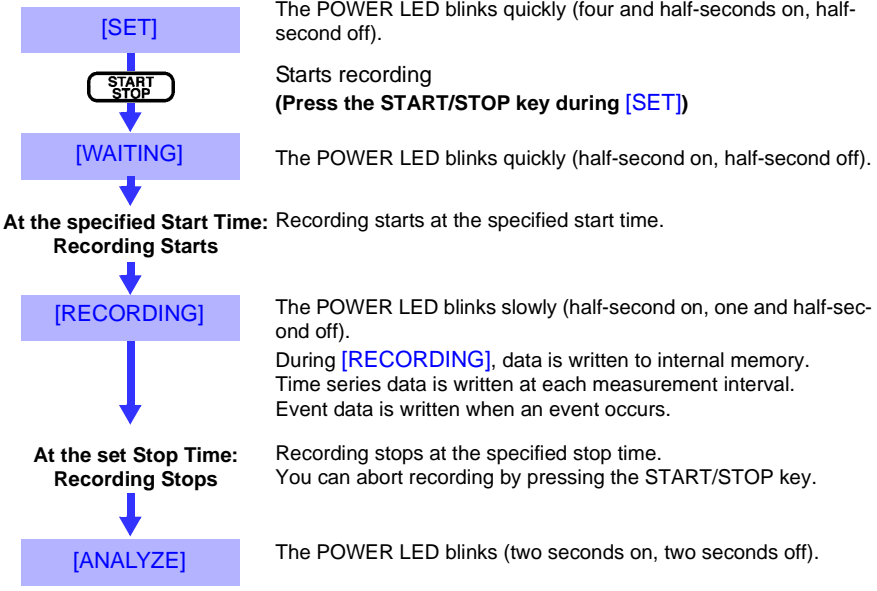 The POWER LED blinks quickly (four and half-seconds on, half-
second off).
[SET]
START
STOP
Starts recording
(Press the START/STOP key during [SET])
[WAITING]
The POWER LED blinks quickly (half-second on, half-second off).
At the specified Start Time:
Recording Starts
Recording starts at the specified start time.
[RECORDING]
The POWER LED blinks slowly (half-second on, one and half-sec-
ond off).
During [RECORDING], data is written to internal memory.
Time series data is written at each measurement interval.
Event data is written when an event occurs.
At the set Stop Time:
Recording Stops
Recording stops at the specified stop time.
You can abort recording by pressing the START/STOP key.
[ANALYZE]
The POWER LED blinks (two seconds on, two seconds off).